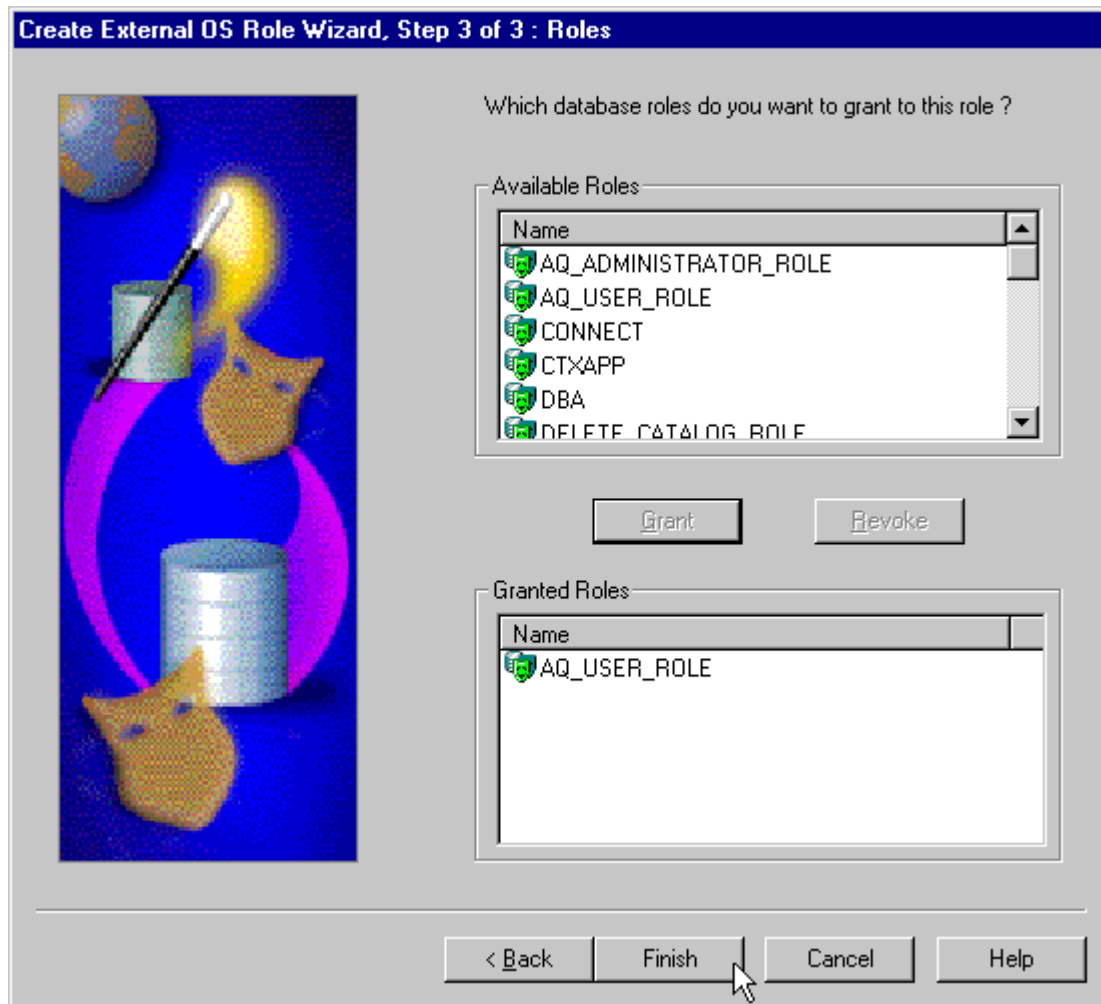 Create External OS Role Wizard, Step 3 of 3 : Roles
Which database roles do you want to grant to this role ?
Available Roles
Name
AQ_ADMINISTRATOR_ROLE
AQ_USER_ROLE
CONNECT
CTXAPP
DBA
DELETE_CATALOG_ROLE
Grant
Revoke
Granted Roles
Name
AQ_USER_ROLE
< Back
Finish
Cancel
Help